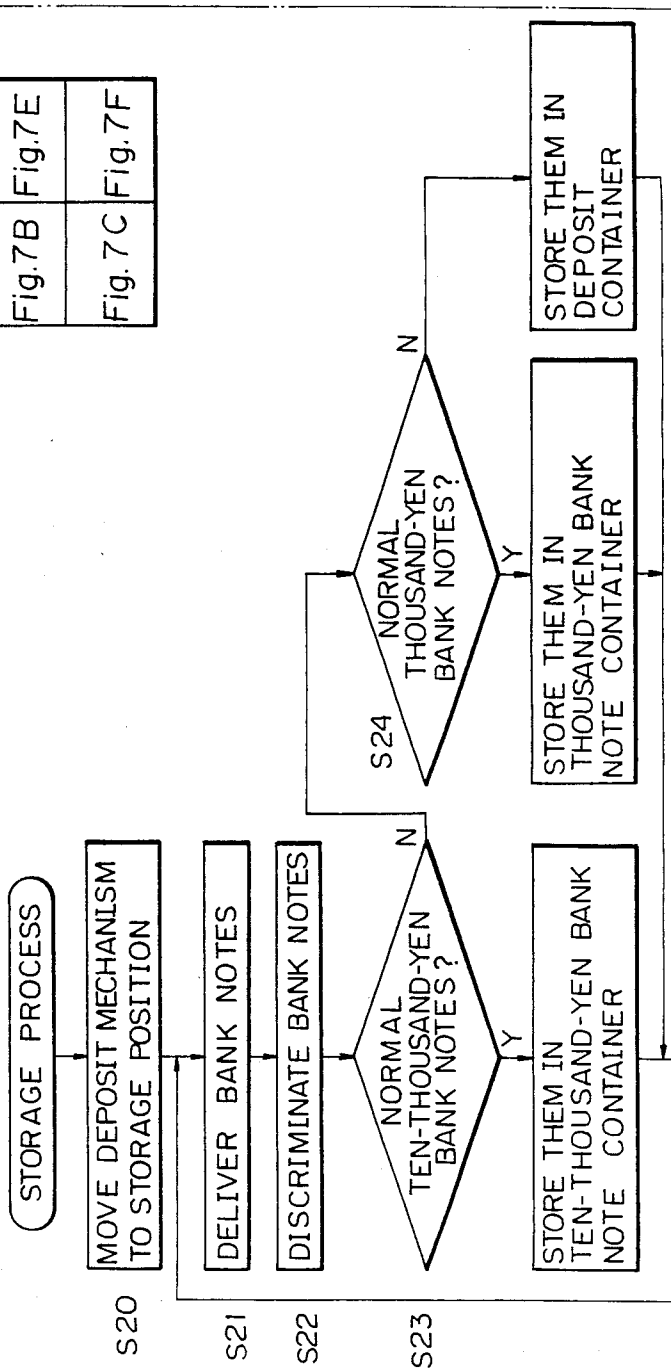 Fig.7B Fig.7E
Fig.7C Fig.7F
STORAGE PROCESS
S20
MOVE DEPOSIT MECHANISM
TO STORAGE POSITION
S21
DELIVER BANK NOTES
S22
DISCRIMINATE BANK NOTES
S23
NORMAL
TEN-THOUSAND-YEN
BANK NOTES?
N
Y
S24
NORMAL
THOUSAND-YEN
BANK NOTES?
N
Y
STORE THEM IN
TEN-THOUSAND-YEN BANK
NOTE CONTAINER
STORE THEM IN
THOUSAND-YEN BANK
NOTE CONTAINER
STORE THEM IN
DEPOSIT
CONTAINER